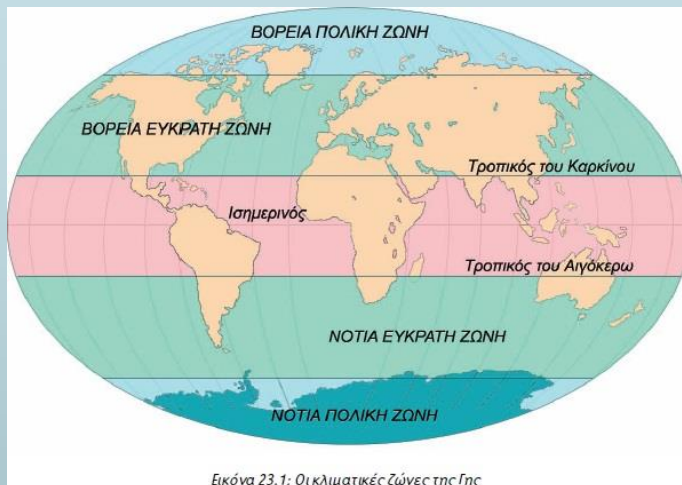 ΒΟΡΕΙΑ ΠΟΛΙΚΗ ΖΩΝΗ
ΒΟΡΕΙΑ ΕΥΚΡΑΤΗ ΖΩΝΗ
Τροπικός του Καρκίνου
Ισημερινός
Τροπικός του Αιγόκερω
ΝΟΤΙΑ ΕΥΚΡΑΤΗ ΖΩΝΗ
ΝΟΤΙΑ ΠΟΛΙΚΗ ΖΩΝΗ
Εικόνα 23.1: Οι κλιματικές ζώνες της Γης